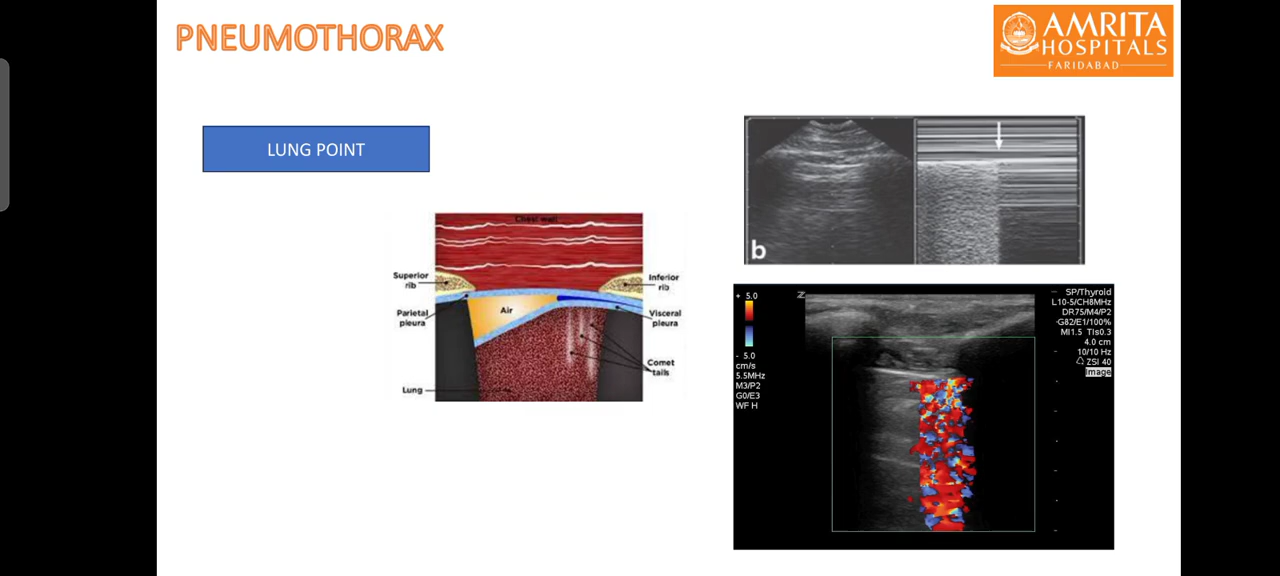 PNEUMOTHORAX
AMRITA
HOSPITALS
FARIDABAD
LUNG POINT
Chest wall
Superior
rib
Inferior
rib
Parietal
pleura
Air
Visceral
pleura
Comet
tails
Lung
b
+ 5.0
- 5.0
cm/s
5.5MHz
M3/P2
G0/E3
WF H
Z
SP/Thyroid
L10-5/CH8MHz
DR75/M4/P2
G82/E1/100%
MI1.5 TIs0.3
4.0 cm
10/10 Hz
ZSI 40
Image